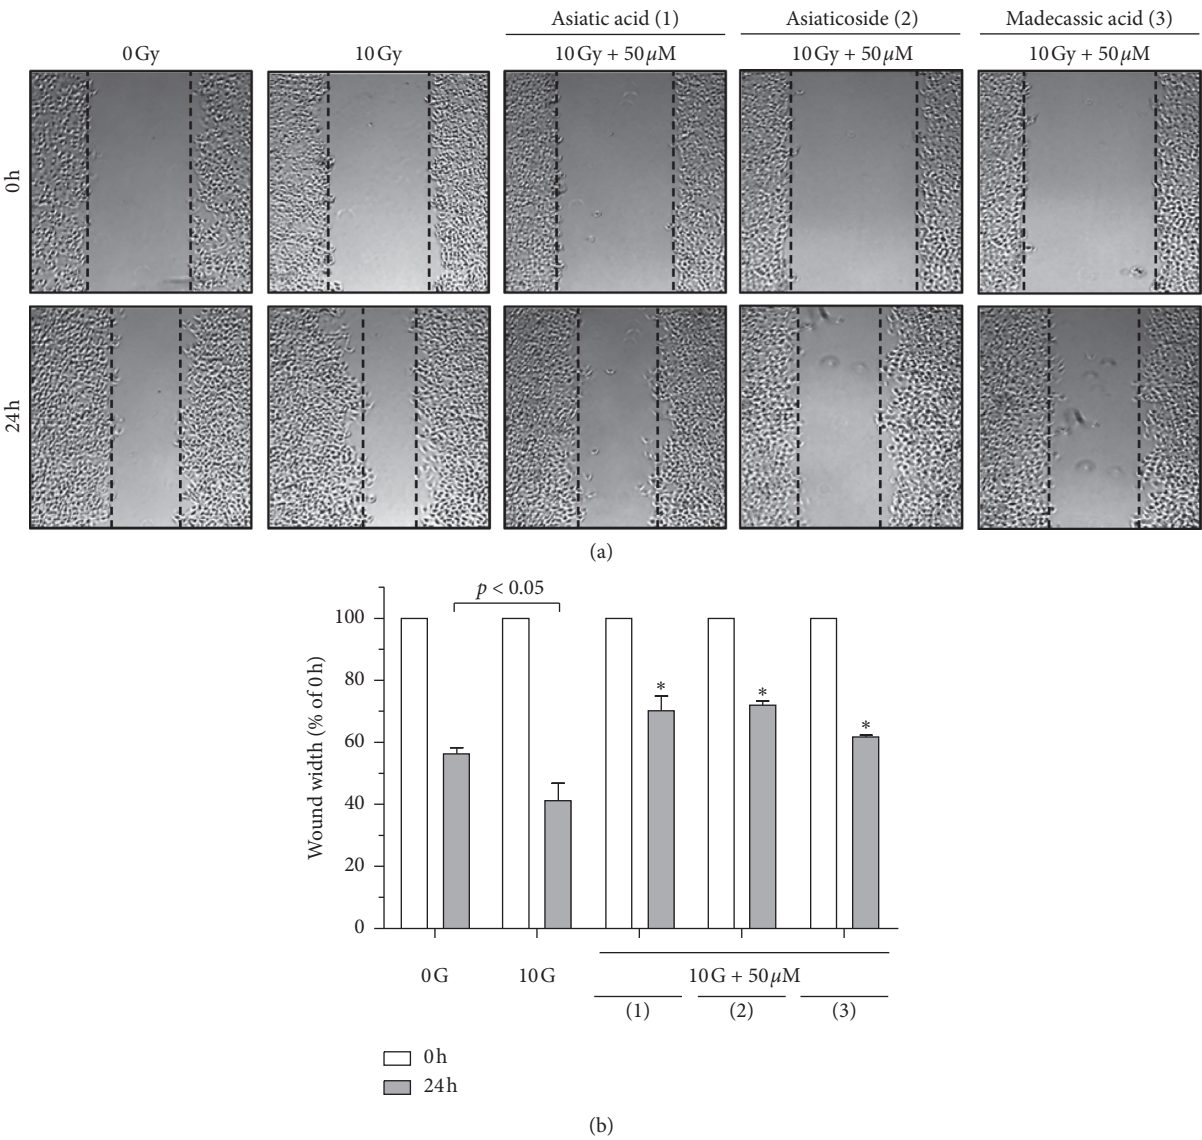 Asiatic acid (1) Asiaticoside (2) Madecassic acid (3)
0 Gy 10 Gy 10 Gy + 50 μM 10 Gy + 50 μM 10 Gy + 50 μM
0 h
24 h
(a)
p < 0.05
100
80
60
40
20
0
Wound width (% of 0 h)
* * *
0 G 10 G 10 G + 50 μM
(1) (2) (3)
0 h
24 h
(b)